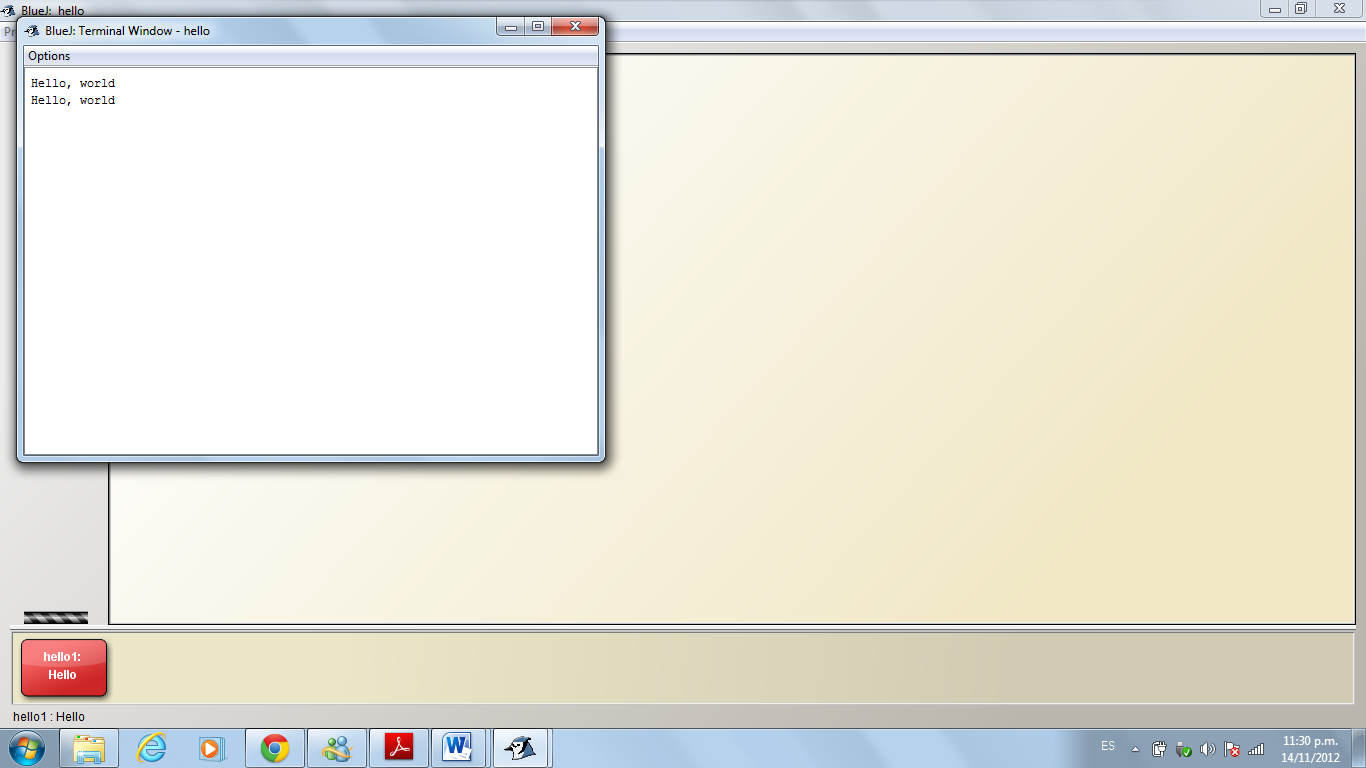 BlueJ: hello
BlueJ: Terminal Window - hello
Options
Hello, world
Hello, world
hello1:
Hello
hello1 : Hello
ES
11:30 p.m.
14/11/2012